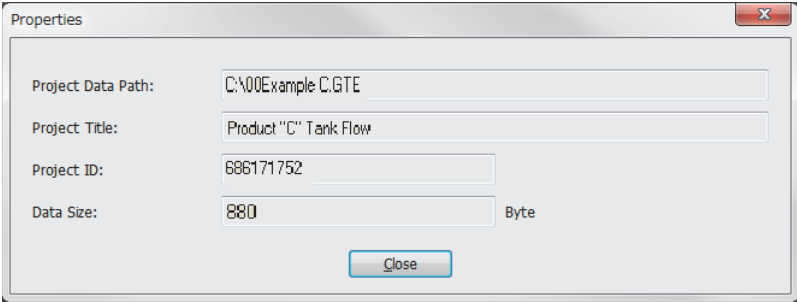 Properties
Project Data Path: C:\00Example C.GTE
Project Title: Product "C" Tank Flow
Project ID: 686171752
Data Size: 880 Byte
Close